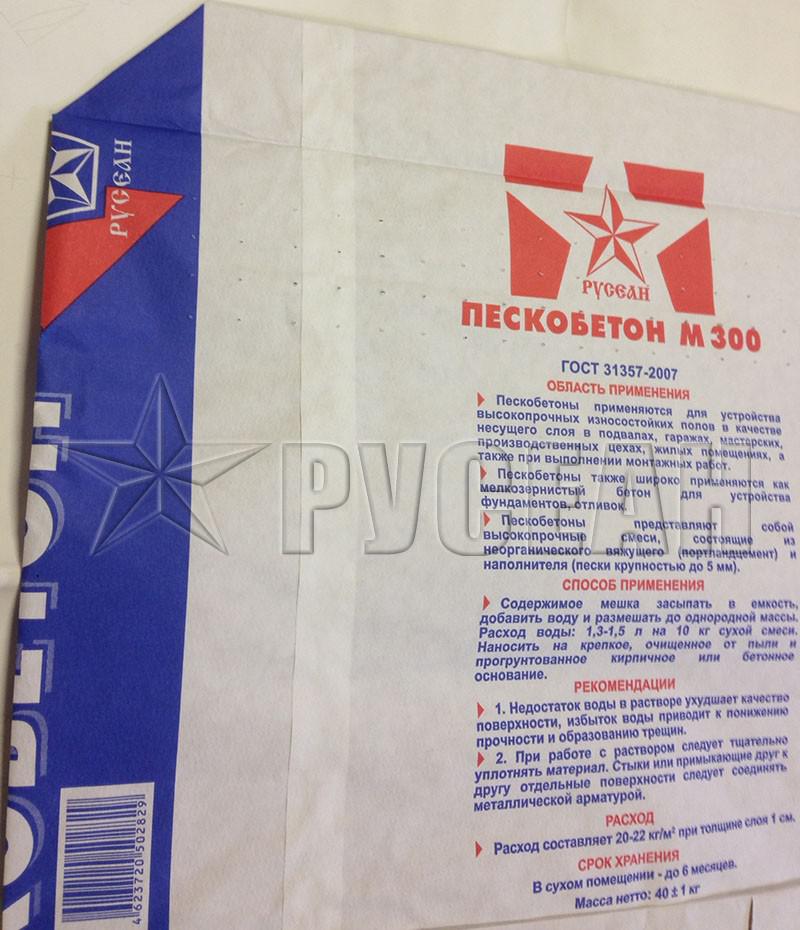 РУСЕАН
РУСЕАН
ПЕСКОБЕТОН М 300
ГОСТ 31357-2007
ОБЛАСТЬ ПРИМЕНЕНИЯ
Пескобетоны применяются для устройства
высокопрочных износостойких полов в качестве
несущего слоя в подвалах, гаражах, мастерских,
производственных цехах, жилых помещениях, а
также при выполнении монтажных работ.
Пескобетоны также широко применяются как
мелкозернистый бетон для устройства
фундаментов, отливок.
Пескобетоны представляют собой
высокопрочные смеси, состоящие из
неорганического вяжущего (портландцемент) и
наполнителя (пески крупностью до 5 мм).
СПОСОБ ПРИМЕНЕНИЯ
Содержимое мешка засыпать в емкость,
добавить воду и размешать до однородной массы.
Расход воды: 1,3-1,5 л на 10 кг сухой смеси.
Наносить на крепкое, очищенное от пыли и
прогрунтованное кирпичное или бетонное
основание.
РЕКОМЕНДАЦИИ
1. Недостаток воды в растворе ухудшает качество
поверхности, избыток воды приводит к понижению
прочности и образованию трещин.
2. При работе с раствором следует тщательно
уплотнять материал. Стыки или примыкающие друг к
другу отдельные поверхности следует соединять
металлической арматурой.
РАСХОД
Расход составляет 20-22 кг/м² при толщине слоя 1 см.
СРОК ХРАНЕНИЯ
В сухом помещении - до 6 месяцев.
Масса нетто: 40 ± 1 кг
РУСЕАН
ОБЕТОН
4 623720 502829